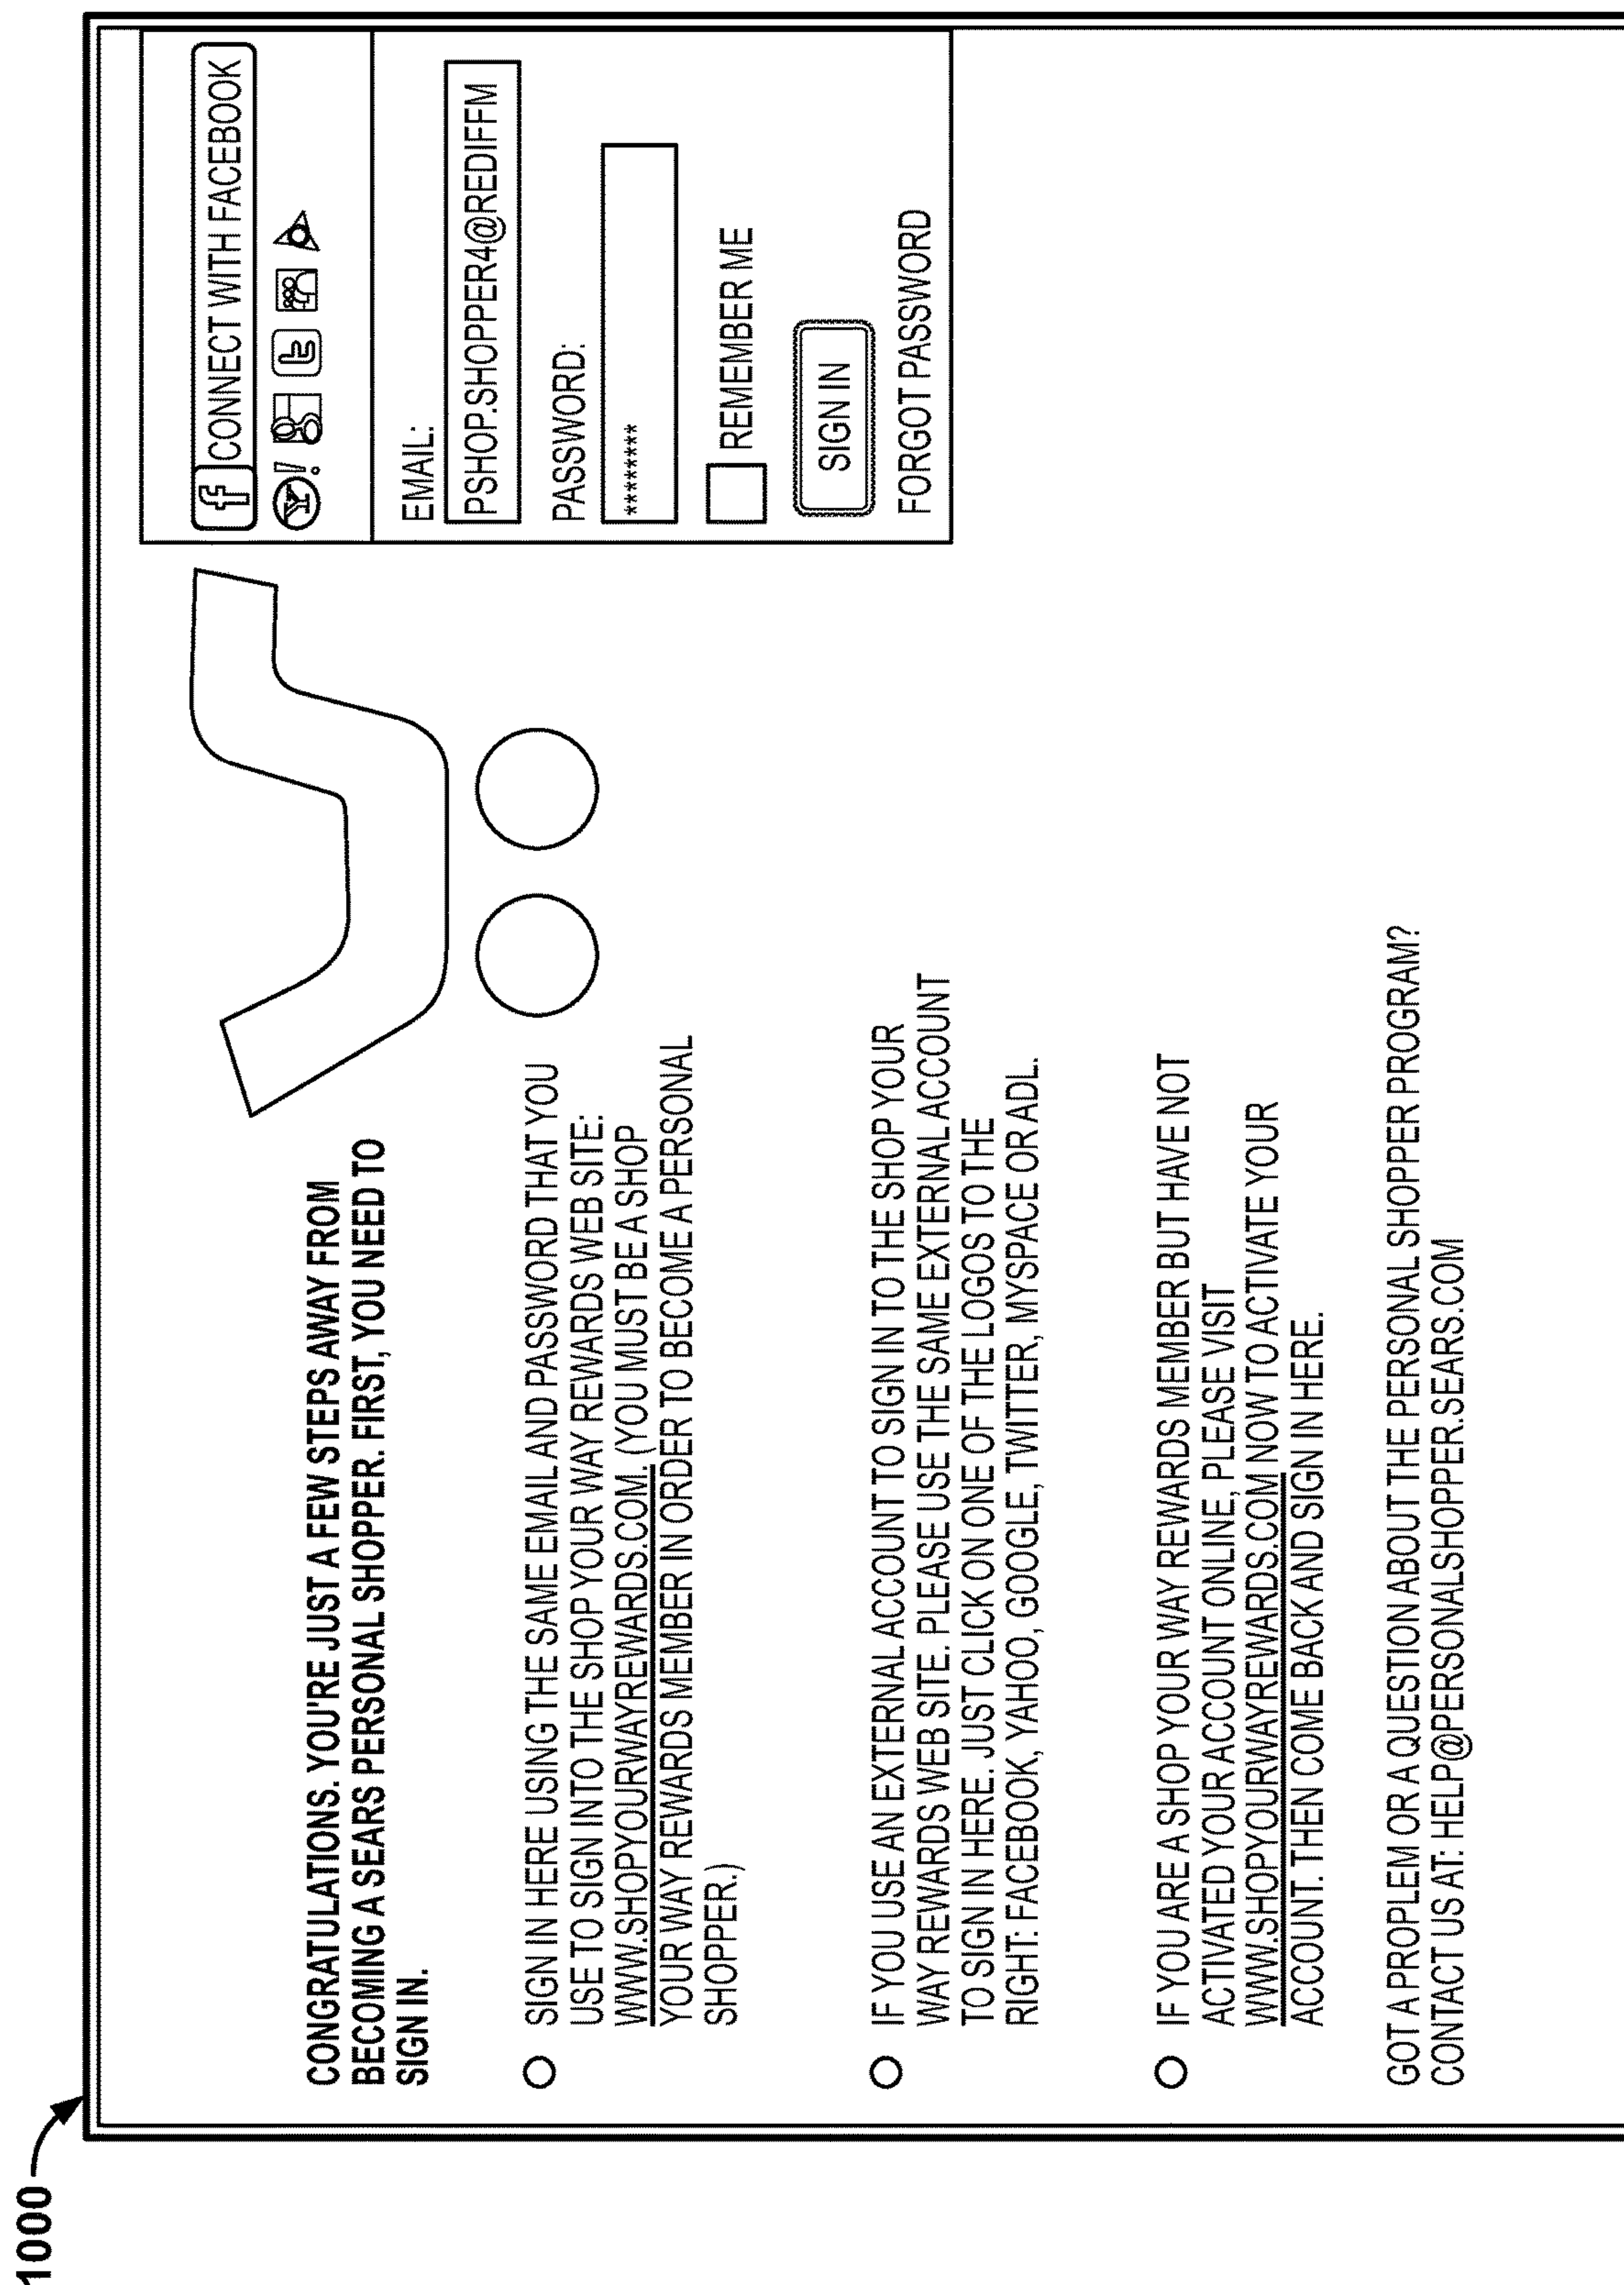 1000
CONGRATULATIONS. YOU'RE JUST A FEW STEPS AWAY FROM
BECOMING A SEARS PERSONAL SHOPPER. FIRST, YOU NEED TO
SIGN IN.
SIGN IN HERE USING THE SAME EMAIL AND PASSWORD THAT YOU
USE TO SIGN INTO THE SHOP YOUR WAY REWARDS WEB SITE:
WWW.SHOPYOURWAYREWARDS.COM. (YOU MUST BE A SHOP
YOUR WAY REWARDS MEMBER IN ORDER TO BECOME A PERSONAL
SHOPPER.)
IF YOU USE AN EXTERNAL ACCOUNT TO SIGN IN TO THE SHOP YOUR
WAY REWARDS WEB SITE. PLEASE USE THE SAME EXTERNAL ACCOUNT
TO SIGN IN HERE. JUST CLICK ON ONE OF THE LOGOS TO THE
RIGHT: FACEBOOK, YAHOO, GOOGLE, TWITTER, MYSPACE OR ADL.
IF YOU ARE A SHOP YOUR WAY REWARDS MEMBER BUT HAVE NOT
ACTIVATED YOUR ACCOUNT ONLINE, PLEASE VISIT
WWW.SHOPYOURWAYREWARDS.COM NOW TO ACTIVATE YOUR
ACCOUNT. THEN COME BACK AND SIGN IN HERE.
GOT A PROPLEM OR A QUESTION ABOUT THE PERSONAL SHOPPER PROGRAM?
CONTACT US AT: HELP@PERSONALSHOPPER.SEARS.COM
f CONNECT WITH FACEBOOK
Y! g t
EMAIL:
PSHOP.SHOPPER4@REDIFFM
PASSWORD:
********
REMEMBER ME
SIGN IN
FORGOT PASSWORD